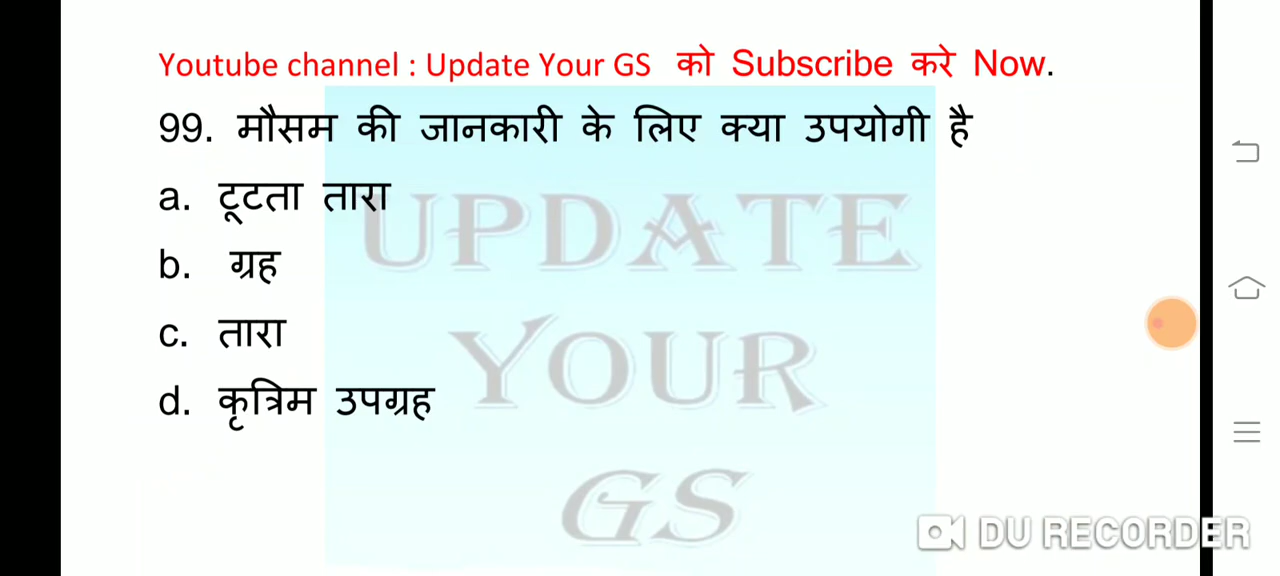 Youtube channel : Update Your GS को Subscribe करे Now.
99. मौसम की जानकारी के लिए क्या उपयोगी है
a. टूटता तारा
b. ग्रह
c. तारा
d. कृत्रिम उपग्रह
UPDATE
YOUR
GS
DU RECORDER